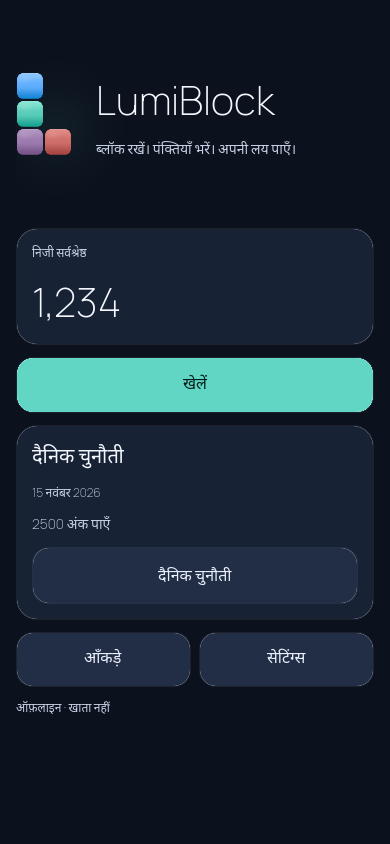 LumiBlock
ब्लॉक रखें। पंक्तियाँ भरें। अपनी लय पाएँ।
निजी सर्वश्रेष्ठ
1,234
खेलें
दैनिक चुनौती
15 नवंबर 2026
2500 अंक पाएँ
दैनिक चुनौती
आँकड़े
सेटिंग्स
ऑफ़लाइन · खाता नहीं